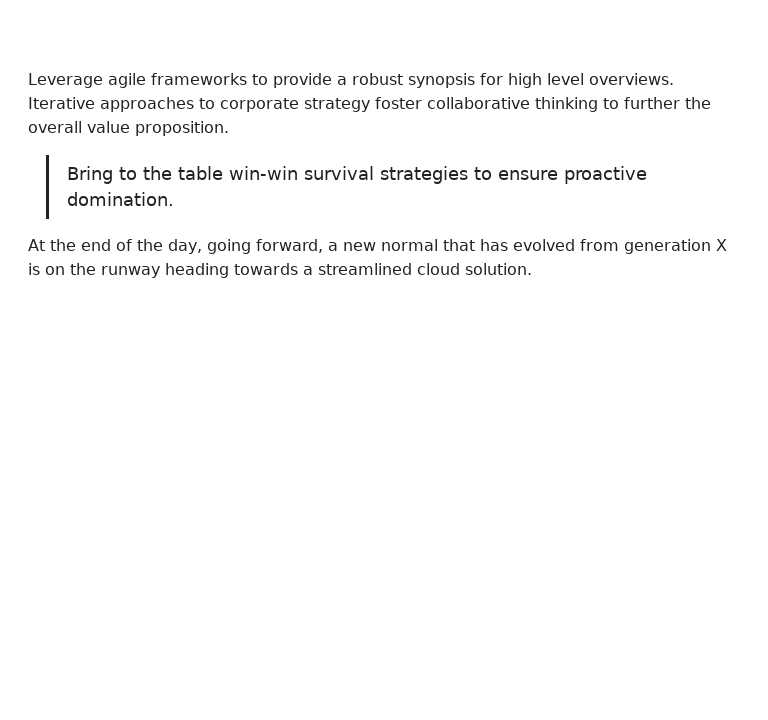 Leverage agile frameworks to provide a robust synopsis for high level overviews.
Iterative approaches to corporate strategy foster collaborative thinking to further the
overall value proposition.
Bring to the table win-win survival strategies to ensure proactive
domination.
At the end of the day, going forward, a new normal that has evolved from generation X
is on the runway heading towards a streamlined cloud solution.